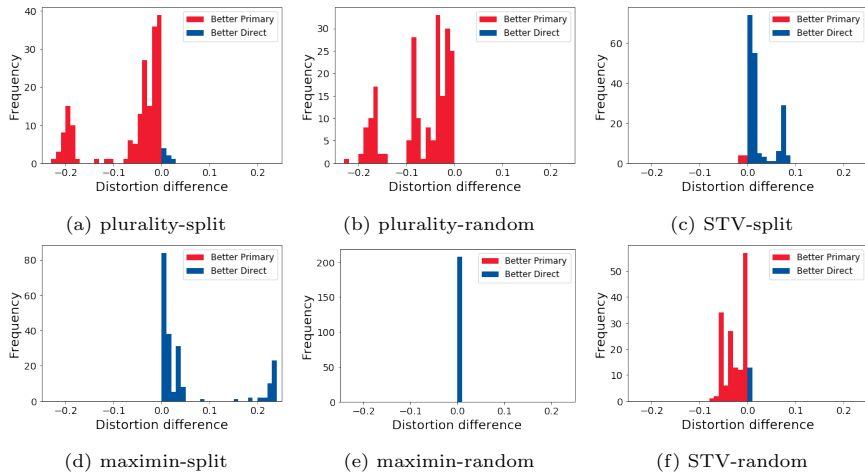 40
30
20
10
0
Frequency
−0.2 −0.1 0.0 0.1 0.2
Distortion difference
Better Primary
Better Direct
(a) plurality-split
30
25
20
15
10
5
0
Frequency
−0.2 −0.1 0.0 0.1 0.2
Distortion difference
Better Primary
Better Direct
(b) plurality-random
60
40
20
0
Frequency
−0.2 −0.1 0.0 0.1 0.2
Distortion difference
Better Primary
Better Direct
(c) STV-split
80
60
40
20
0
Frequency
−0.2 −0.1 0.0 0.1 0.2
Distortion difference
Better Primary
Better Direct
(d) maximin-split
200
150
100
50
0
Frequency
−0.2 −0.1 0.0 0.1 0.2
Distortion difference
Better Primary
Better Direct
(e) maximin-random
50
40
30
20
10
0
Frequency
−0.2 −0.1 0.0 0.1 0.2
Distortion difference
Better Primary
Better Direct
(f) STV-random